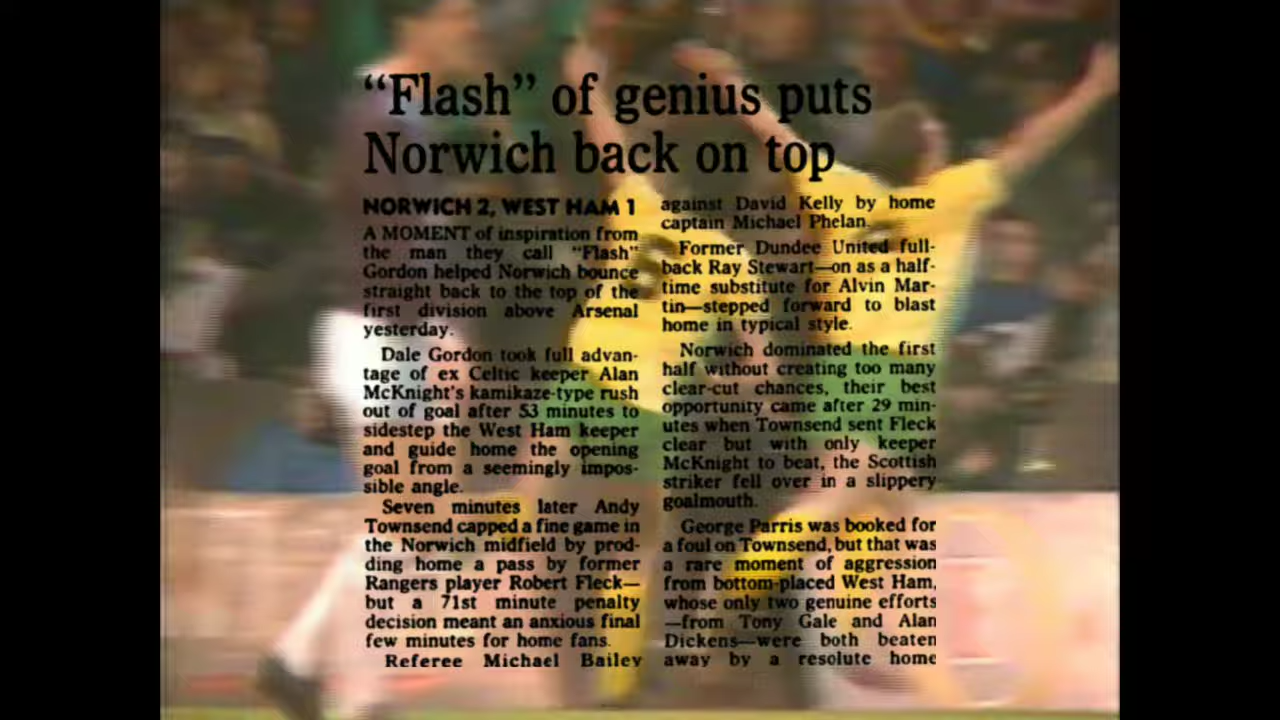 “Flash” of genius puts
Norwich back on top
NORWICH 2, WEST HAM 1
A MOMENT of inspiration from
the man they call “Flash”
Gordon helped Norwich bounce
straight back to the top of the
first division above Arsenal
yesterday.
Dale Gordon took full advan-
tage of ex Celtic keeper Alan
McKnight's kamikaze-type rush
out of goal after 53 minutes to
sidestep the West Ham keeper
and guide home the opening
goal from a seemingly impos-
sible angle.
Seven minutes later Andy
Townsend capped a fine game in
the Norwich midfield by prod-
ding home a pass by former
Rangers player Robert Fleck—
but a 71st minute penalty
decision meant an anxious final
few minutes for home fans.
Referee Michael Bailey
against David Kelly by home
captain Michael Phelan.
Former Dundee United full-
back Ray Stewart—on as a half-
time substitute for Alvin Mar-
tin—stepped forward to blast
home in typical style.
Norwich dominated the first
half without creating too many
clear-cut chances, their best
opportunity came after 29 min-
utes when Townsend sent Fleck
clear but with only keeper
McKnight to beat, the Scottish
striker fell over in a slippery
goalmouth.
George Parris was booked for
a foul on Townsend, but that was
a rare moment of aggression
from bottom-placed West Ham,
whose only two genuine efforts
—from Tony Gale and Alan
Dickens—were both beaten
away by a resolute home